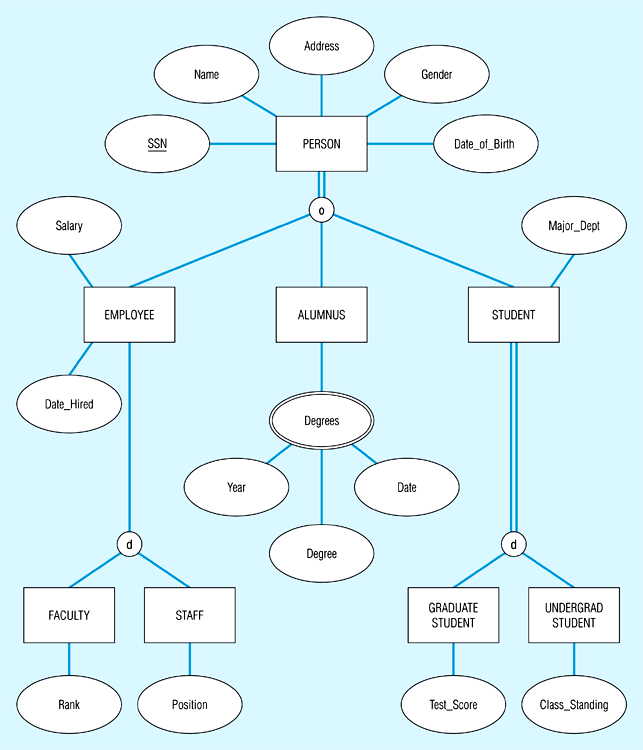 Address
Name
Gender
SSN
PERSON
Date_of_Birth
o
Salary
Major_Dept
EMPLOYEE
ALUMNUS
STUDENT
Date_Hired
Degrees
Year
Date
Degree
d
d
FACULTY
STAFF
GRADUATE
STUDENT
UNDERGRAD
STUDENT
Rank
Position
Test_Score
Class_Standing